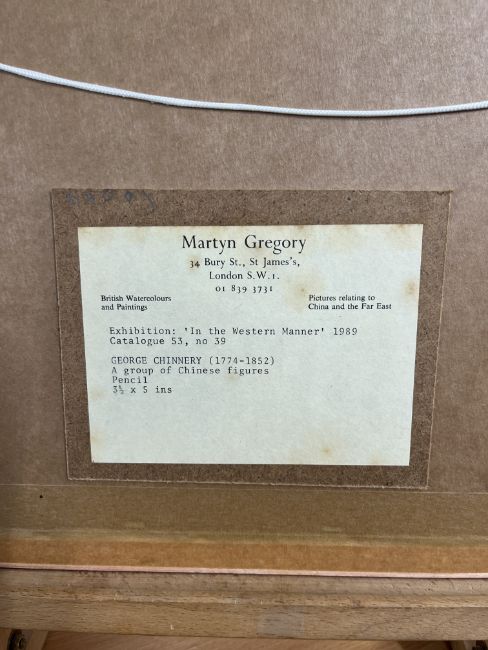 Martyn Gregory
34 Bury St., St James's,
London S.W.1.
01 839 3731
British Watercolours
and Paintings
Pictures relating to
China and the Far East
Exhibition: 'In the Western Manner' 1989
Catalogue 53, no 39
GEORGE CHINNERY (1774-1852)
A group of Chinese figures
Pencil
3½ x 5 ins